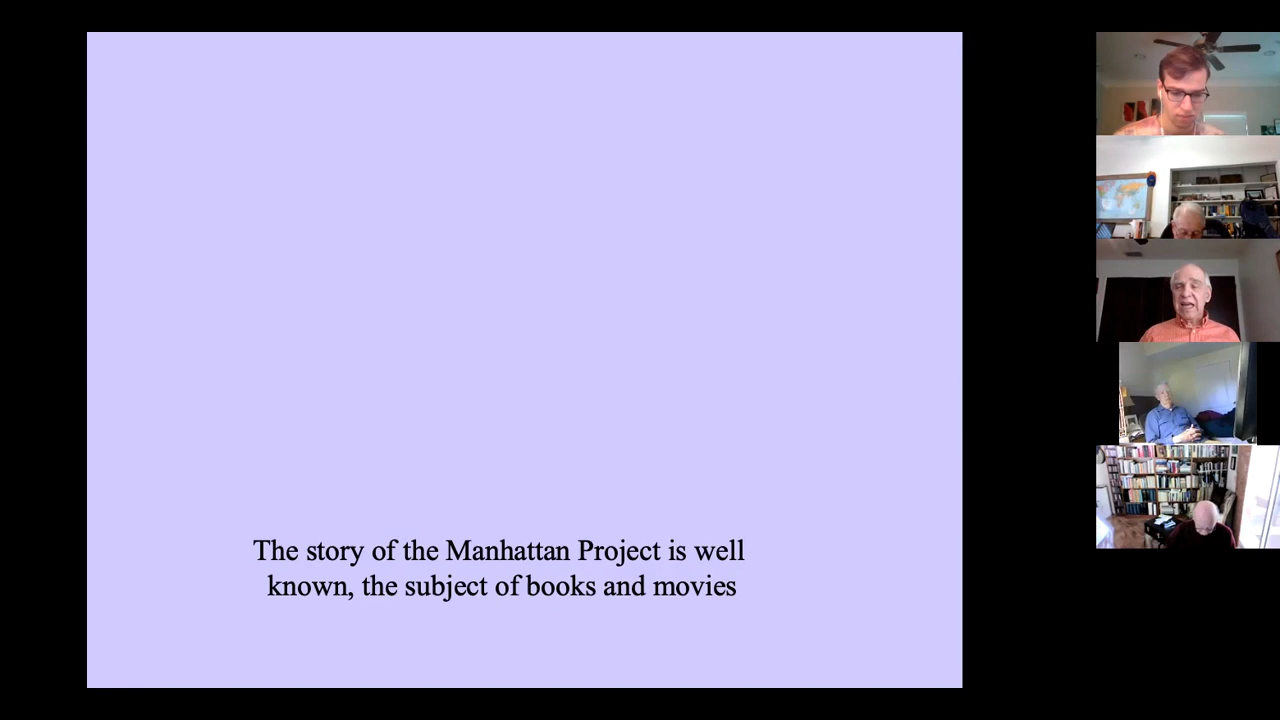 The story of the Manhattan Project is well
known, the subject of books and movies